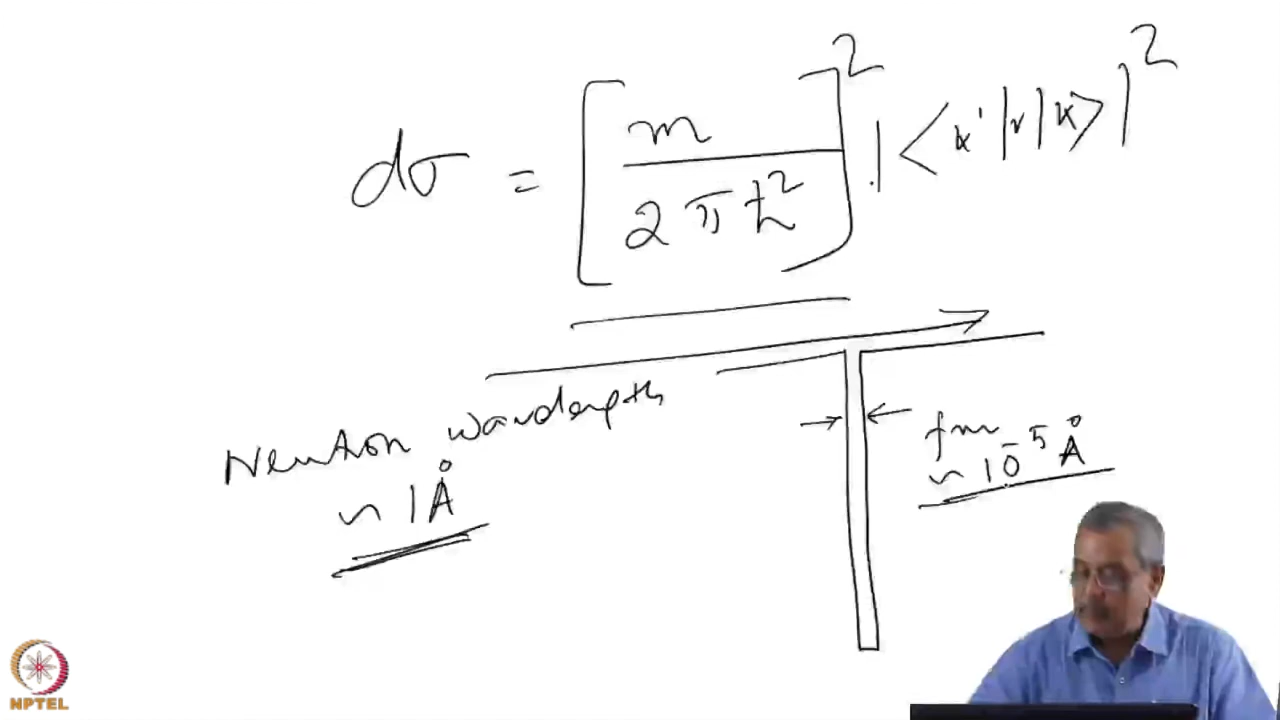 dσ = [m / 2πħ²]² |<k'|v|k>|²
Neutron wavelength
~ 1Å
fm
~ 10⁻⁵ Å
NPTEL